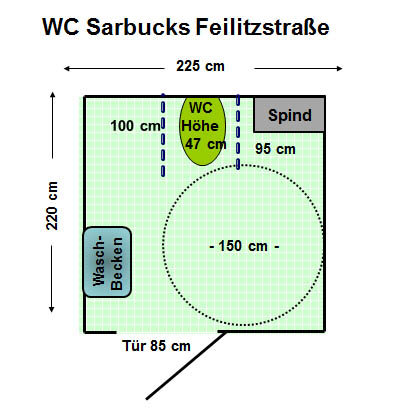 WC Sarbucks Feilitzstraße
225 cm
WC
Höhe
47 cm
100 cm
Spind
95 cm
220 cm
- 150 cm -
Wasch-
Becken
Tür 85 cm